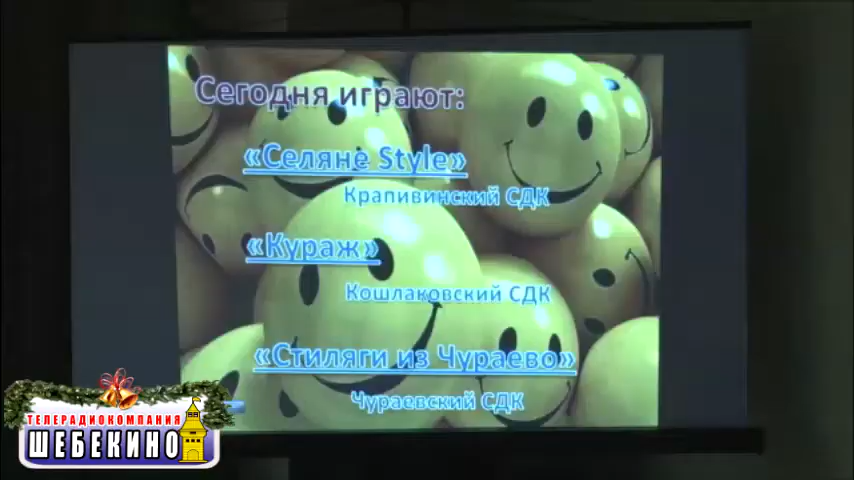 Сегодня играют:
«Селяне Style»
Крапивинский СДК
«Кураж»
Кошлаковский СДК
«Стиляги из Чураево»
Чураевский СДК
ТЕЛЕРАДИОКОМПАНИЯ
ШЕБЕКИНО